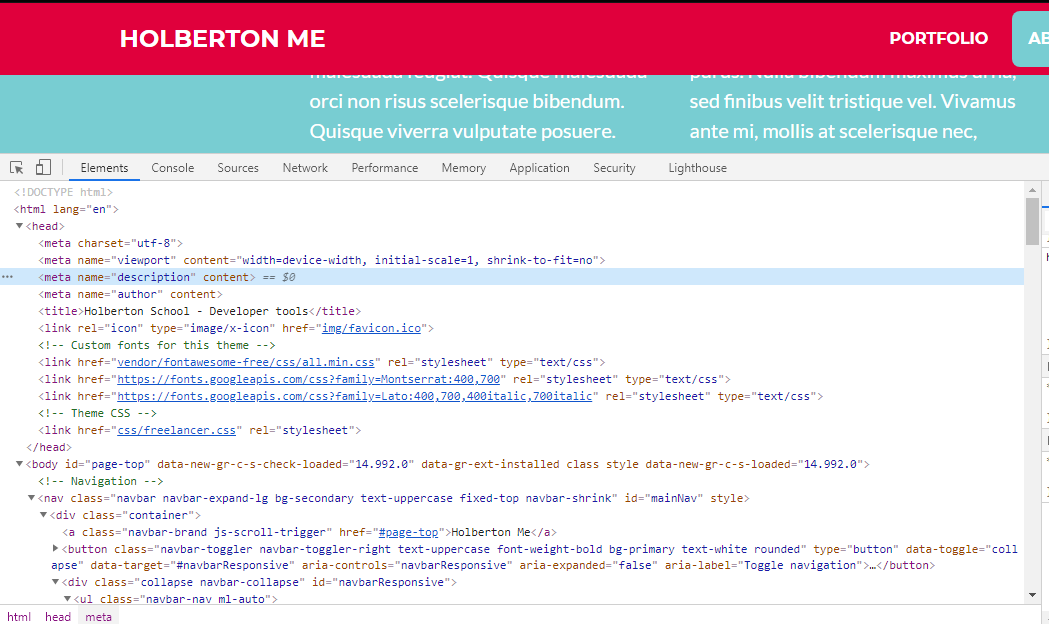 HOLBERTON ME
PORTFOLIO
malesuada feugiat. Quisque malesuada
orci non risus scelerisque bibendum.
Quisque viverra vulputate posuere.
purus. Nulla bibendum maximus urna,
sed finibus velit tristique vel. Vivamus
ante mi, mollis at scelerisque nec,
Elements Console Sources Network Performance Memory Application Security Lighthouse
<!DOCTYPE html>
<html lang="en">
<head>
<meta charset="utf-8">
<meta name="viewport" content="width=device-width, initial-scale=1, shrink-to-fit=no">
<meta name="description" content> == $0
<meta name="author" content>
<title>Holberton School - Developer tools</title>
<link rel="icon" type="image/x-icon" href="img/favicon.ico">
<!-- Custom fonts for this theme -->
<link href="vendor/fontawesome-free/css/all.min.css" rel="stylesheet" type="text/css">
<link href="https://fonts.googleapis.com/css?family=Montserrat:400,700" rel="stylesheet" type="text/css">
<link href="https://fonts.googleapis.com/css?family=Lato:400,700,400italic,700italic" rel="stylesheet" type="text/css">
<!-- Theme CSS -->
<link href="css/freelancer.css" rel="stylesheet">
</head>
<body id="page-top" data-new-gr-c-s-check-loaded="14.992.0" data-gr-ext-installed class style data-new-gr-c-s-loaded="14.992.0">
<!-- Navigation -->
<nav class="navbar navbar-expand-lg bg-secondary text-uppercase fixed-top navbar-shrink" id="mainNav" style>
<div class="container">
<a class="navbar-brand js-scroll-trigger" href="#page-top">Holberton Me</a>
<button class="navbar-toggler navbar-toggler-right text-uppercase font-weight-bold bg-primary text-white rounded" type="button" data-toggle="coll
apse" data-target="#navbarResponsive" aria-controls="navbarResponsive" aria-expanded="false" aria-label="Toggle navigation">…</button>
<div class="collapse navbar-collapse" id="navbarResponsive">
<ul class="navbar-nav ml-auto">
html head meta